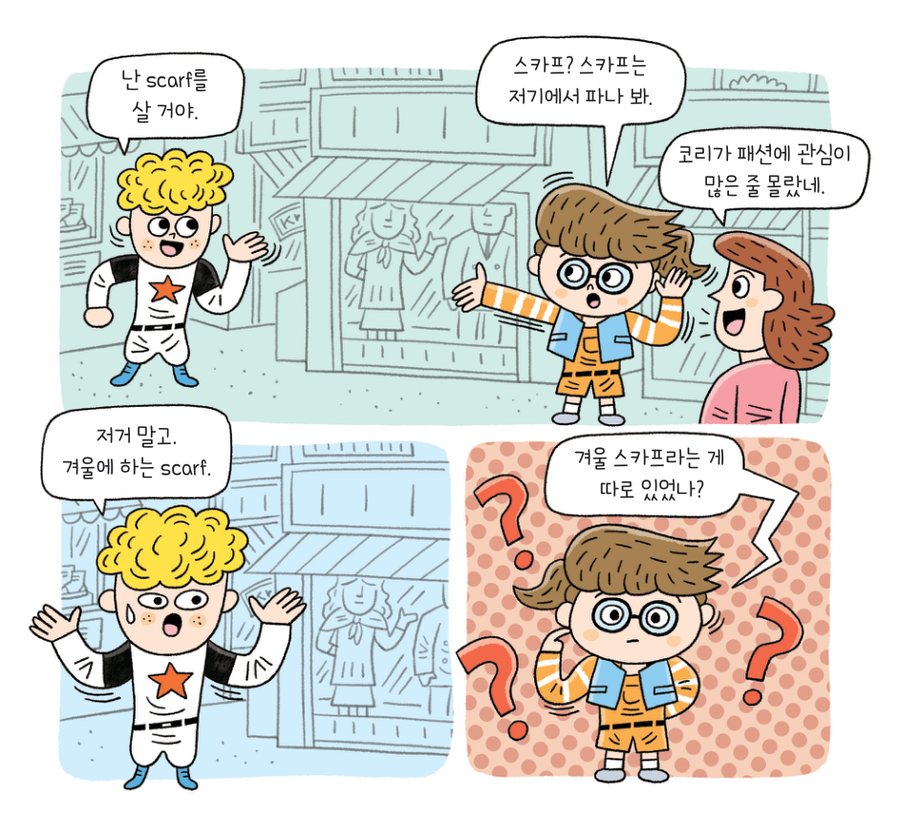 난 scarf를
살 거야.
스카프? 스카프는
저기에서 파나 봐.
코리가 패션에 관심이
많은 줄 몰랐네.
저거 말고.
겨울에 하는 scarf.
겨울 스카프라는 게
따로 있었나?